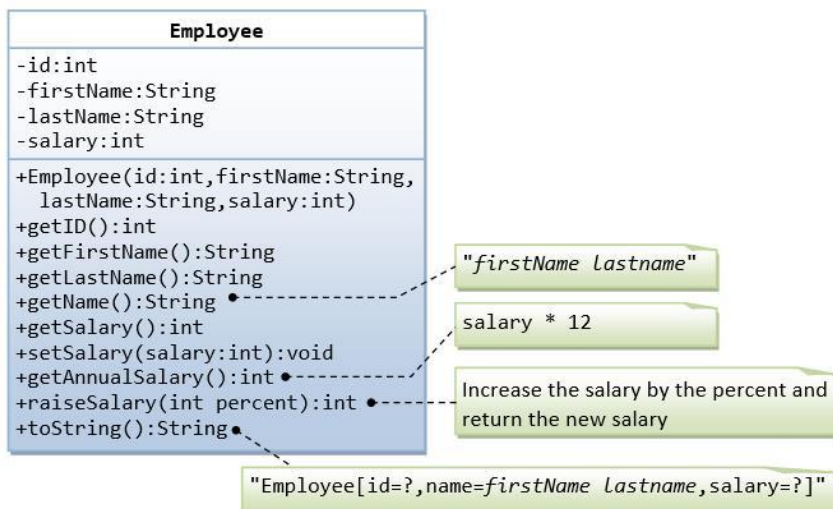 Employee
-id:int
-firstName:String
-lastName:String
-salary:int
+Employee(id:int,firstName:String,
lastName:String,salary:int)
+getID():int
+getFirstName():String
+getLastName():String
+getName():String
+getSalary():int
+setSalary(salary:int):void
+getAnnualSalary():int
+raiseSalary(int percent):int
+toString():String
"firstName lastname"
salary * 12
Increase the salary by the percent and
return the new salary
"Employee[id=?,name=firstName lastname,salary=?]"